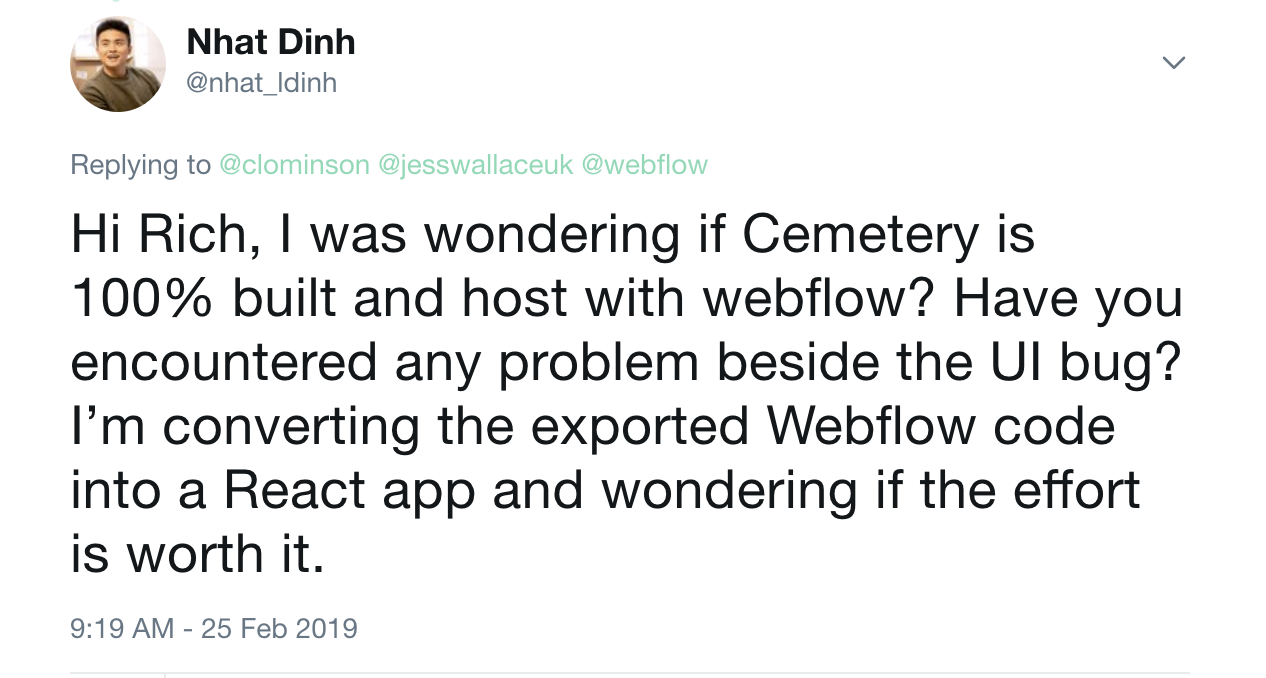 Nhat Dinh
@nhat_ldinh
Replying to @clominson @jesswallaceuk @webflow
Hi Rich, I was wondering if Cemetery is
100% built and host with webflow? Have you
encountered any problem beside the UI bug?
I’m converting the exported Webflow code
into a React app and wondering if the effort
is worth it.
9:19 AM - 25 Feb 2019